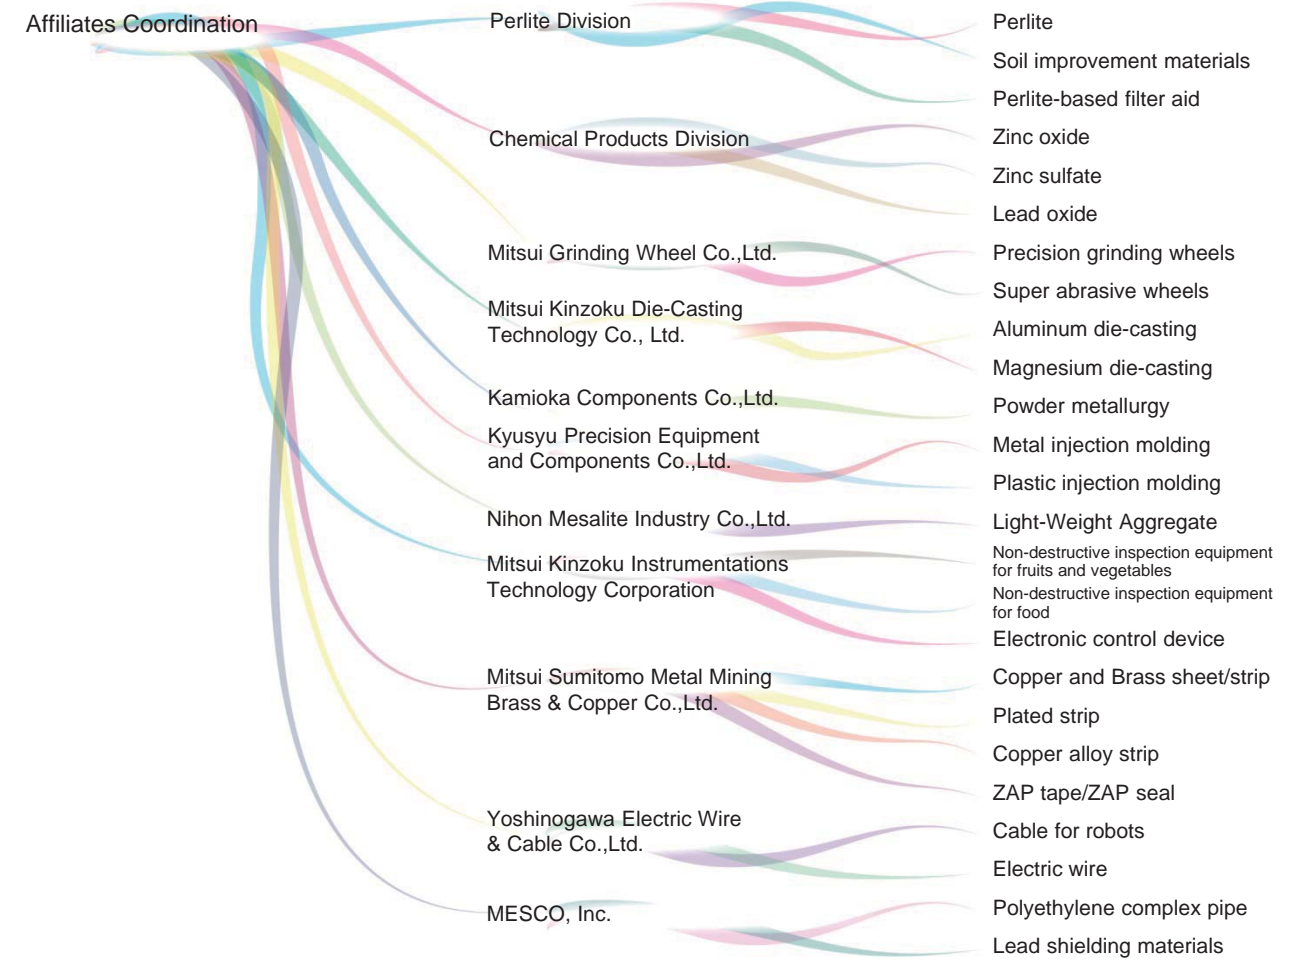 Affiliates Coordination
Perlite Division
Perlite
Soil improvement materials
Perlite-based filter aid
Chemical Products Division
Zinc oxide
Zinc sulfate
Lead oxide
Mitsui Grinding Wheel Co.,Ltd.
Precision grinding wheels
Super abrasive wheels
Mitsui Kinzoku Die-Casting
Technology Co., Ltd.
Aluminum die-casting
Magnesium die-casting
Kamioka Components Co.,Ltd.
Powder metallurgy
Kyusyu Precision Equipment
and Components Co.,Ltd.
Metal injection molding
Plastic injection molding
Nihon Mesalite Industry Co.,Ltd.
Light-Weight Aggregate
Mitsui Kinzoku Instrumentations
Technology Corporation
Non-destructive inspection equipment
for fruits and vegetables
Non-destructive inspection equipment
for food
Electronic control device
Mitsui Sumitomo Metal Mining
Brass & Copper Co.,Ltd.
Copper and Brass sheet/strip
Plated strip
Copper alloy strip
ZAP tape/ZAP seal
Yoshinogawa Electric Wire
& Cable Co.,Ltd.
Cable for robots
Electric wire
MESCO, Inc.
Polyethylene complex pipe
Lead shielding materials